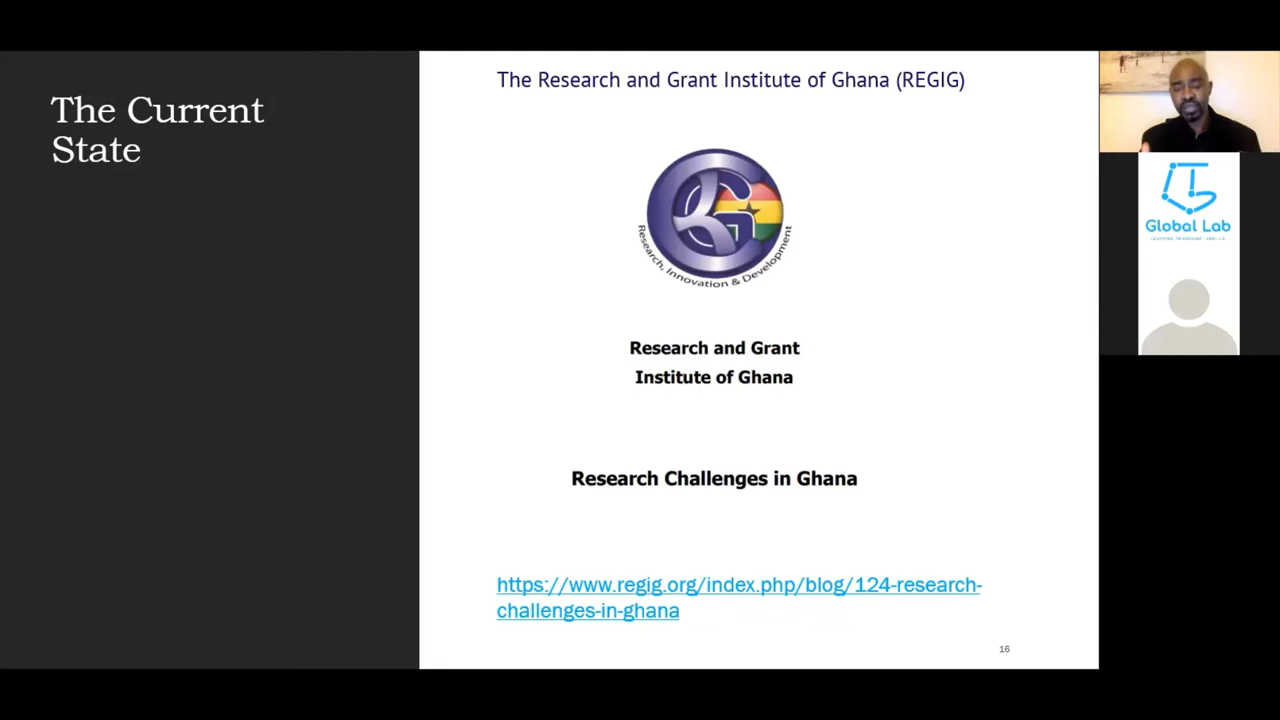 The Current
State
The Research and Grant Institute of Ghana (REGIG)
Research, Innovation & Development
Research and Grant
Institute of Ghana
Research Challenges in Ghana
https://www.regig.org/index.php/blog/124-research-
challenges-in-ghana
16
Global Lab